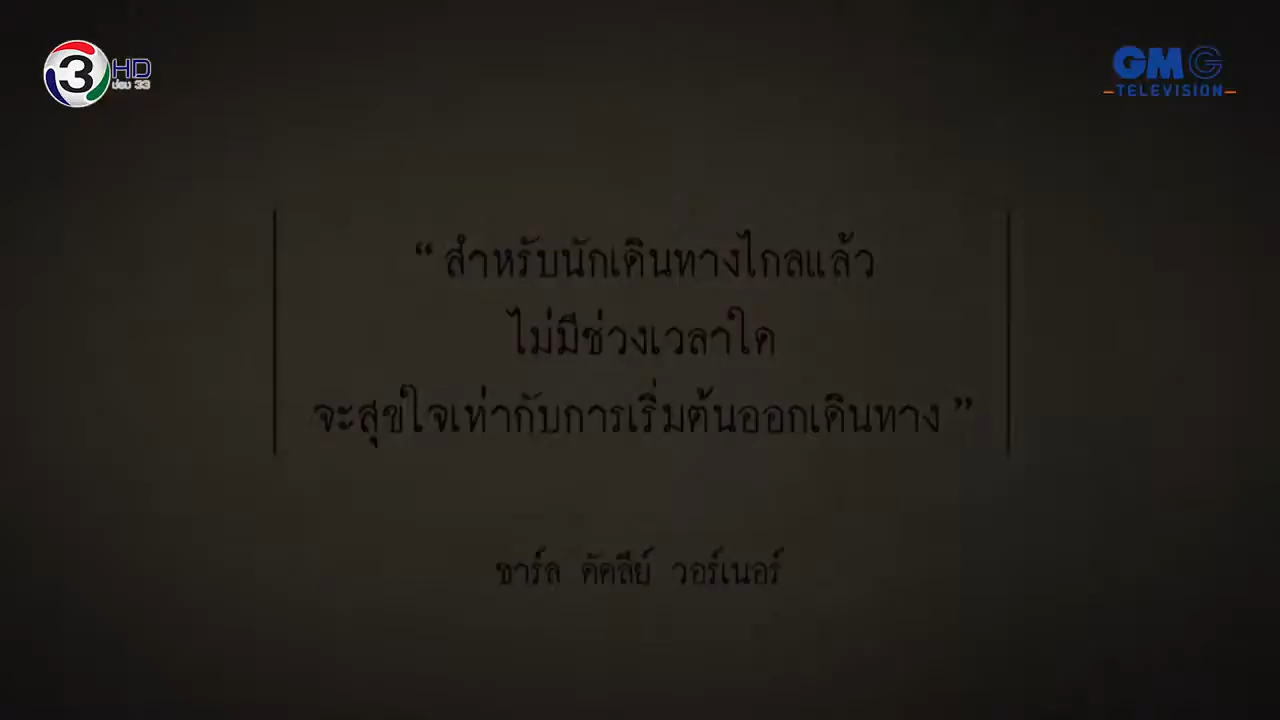 3 HD
ช่อง 33
GMG
TELEVISION
“ สำหรับนักเดินทางไกลแล้ว
ไม่มีช่วงเวลาใด
จะสุขใจเท่ากับการเริ่มต้นออกเดินทาง ”
ชาร์ล ดัดลีย์ วอร์เนอร์